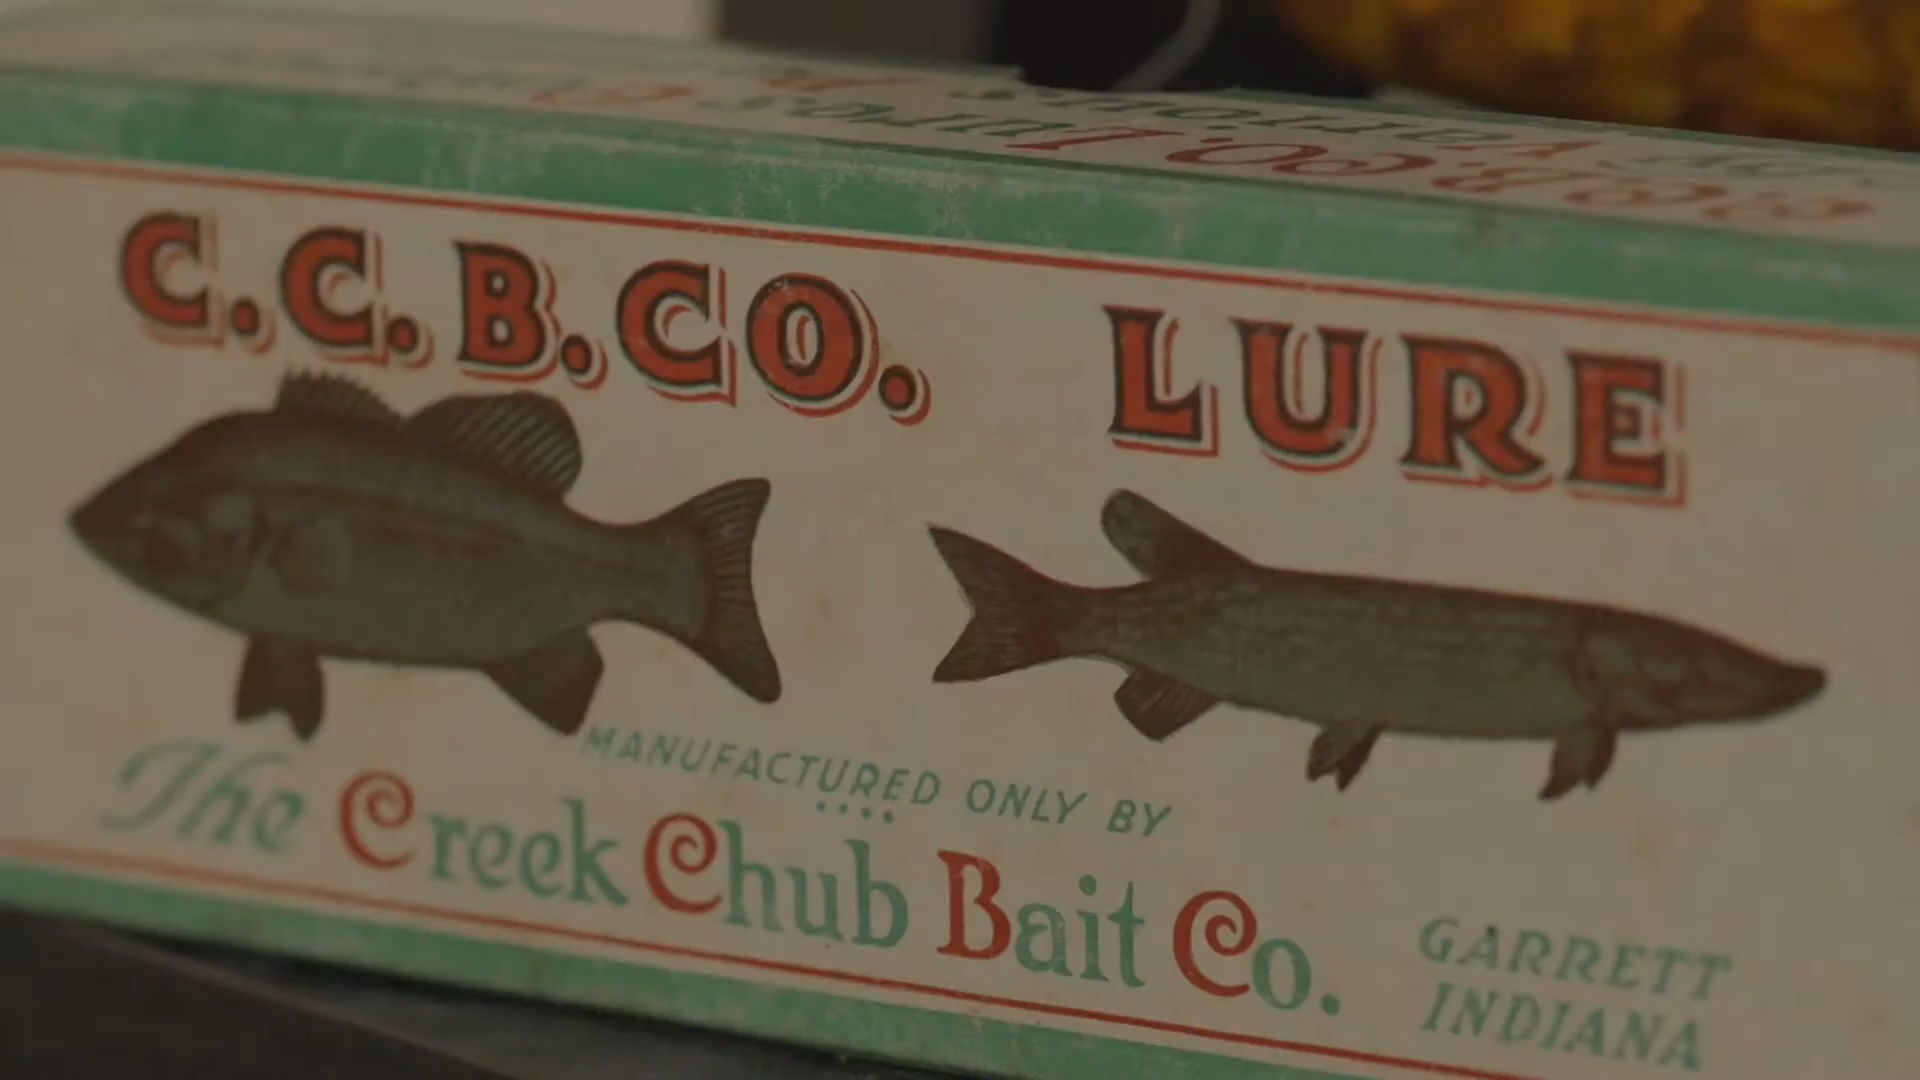 C.C.B.CO. LURE
MANUFACTURED ONLY BY
The Creek Chub Bait Co.
GARRETT
INDIANA